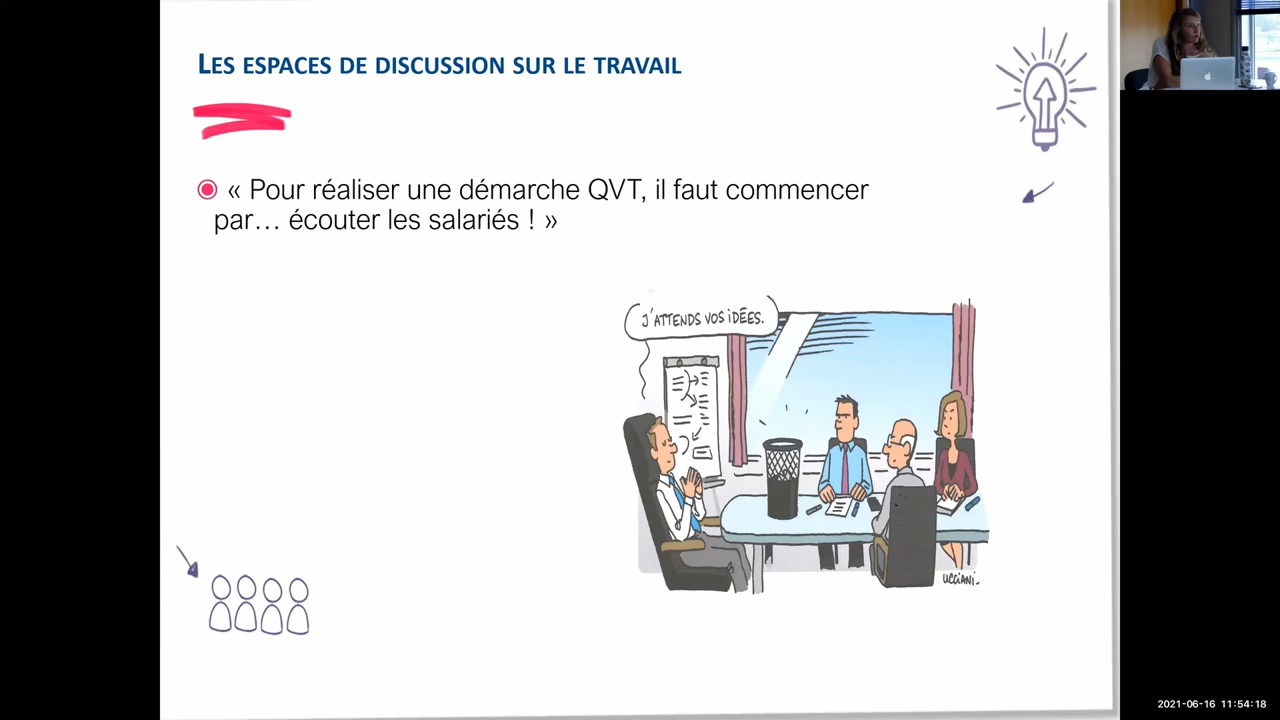 LES ESPACES DE DISCUSSION SUR LE TRAVAIL
« Pour réaliser une démarche QVT, il faut commencer
par… écouter les salariés ! »
J'ATTENDS VOS IDÉES.
UCCIANI-
2021-06-16 11:54:18